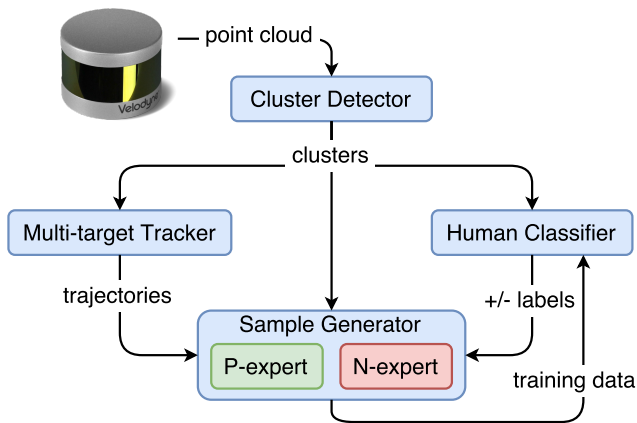 point cloud
Velodyne
Cluster Detector
clusters
Multi-target Tracker
Human Classifier
trajectories
+/- labels
Sample Generator
P-expert
N-expert
training data